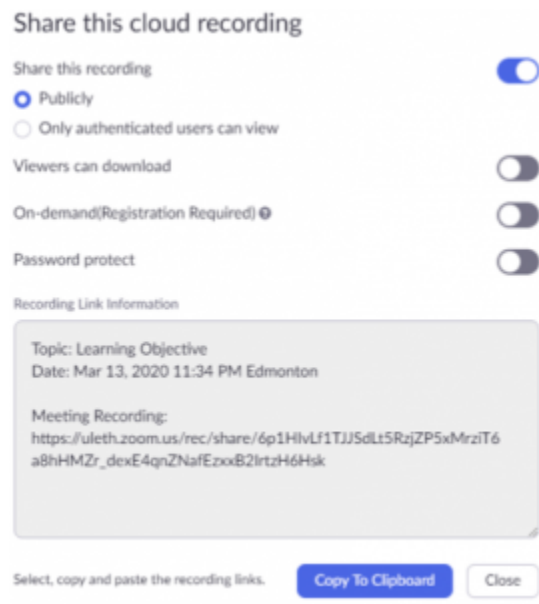 Share this cloud recording
Share this recording
Publicly
Only authenticated users can view
Viewers can download
On-demand(Registration Required)
Password protect
Recording Link Information
Topic: Learning Objective
Date: Mar 13, 2020 11:34 PM Edmonton
Meeting Recording:
https://uleth.zoom.us/rec/share/6p1HIvLf1TJJSdLt5RzjZP5xMrziT6
a8hHMZr_dexE4qnZNafEzxxB2IrtzH6Hsk
Select, copy and paste the recording links.
Copy To Clipboard
Close